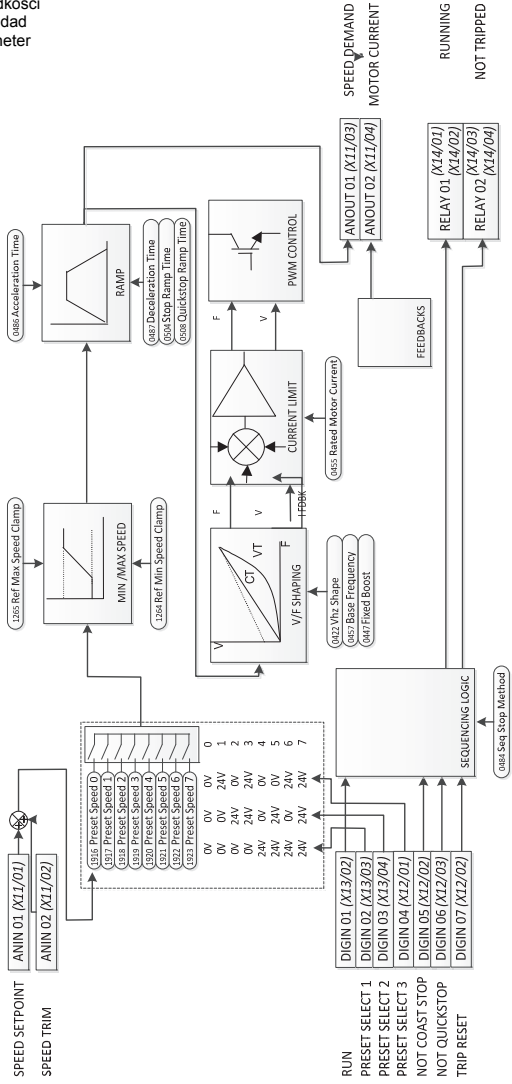 dkości
dad
neter
SPEED SETPOINT
SPEED TRIM
ANIN 01 (X11/01)
ANIN 02 (X11/02)
1916 Preset Speed 0
1917 Preset Speed 1
1918 Preset Speed 2
1919 Preset Speed 3
1920 Preset Speed 4
1921 Preset Speed 5
1922 Preset Speed 6
1923 Preset Speed 7
0V 0V 0V 0
0V 0V 24V 1
0V 24V 0V 2
0V 24V 24V 3
24V 0V 0V 4
24V 0V 0V 5
24V 24V 0V 6
24V 24V 24V 7
1265 Ref Max Speed Clamp
MIN /MAX SPEED
1264 Ref Min Speed Clamp
0486 Acceleration Time
RAMP
0487 Deceleration Time
0504 Stop Ramp Time
0508 Quickstop Ramp Time
V
CT
VT
F
V/F SHAPING
0422 Vhz Shape
0457 Base Frequency
0447 Fixed Boost
F
V
I FDBK
CURRENT LIMIT
0455 Rated Motor Current
F
V
PWM CONTROL
FEEDBACKS
ANOUT 01 (X11/03)
ANOUT 02 (X11/04)
SPEED DEMAND
MOTOR CURRENT
RUN
PRESET SELECT 1
PRESET SELECT 2
PRESET SELECT 3
NOT COAST STOP
NOT QUICKSTOP
TRIP RESET
DIGIN 01 (X13/02)
DIGIN 02 (X13/03)
DIGIN 03 (X13/04)
DIGIN 04 (X12/01)
DIGIN 05 (X12/02)
DIGIN 06 (X12/03)
DIGIN 07 (X12/02)
SEQUENCING LOGIC
0484 Seq Stop Method
RELAY 01 (X14/01)
(X14/02)
RELAY 02 (X14/03)
(X14/04)
RUNNING
NOT TRIPPED